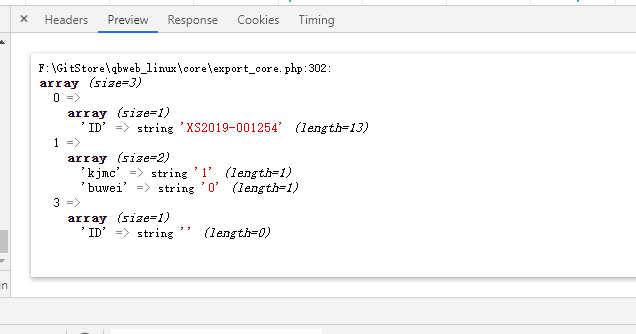 × Headers Preview Response Cookies Timing
F:\GitStore\qbweb_linux\core\export_core.php:302:
array (size=3)
0 =>
array (size=1)
'ID' => string 'XS2019-001254' (length=13)
1 =>
array (size=2)
'kjmc' => string '1' (length=1)
'buwei' => string '0' (length=1)
3 =>
array (size=1)
'ID' => string '' (length=0)